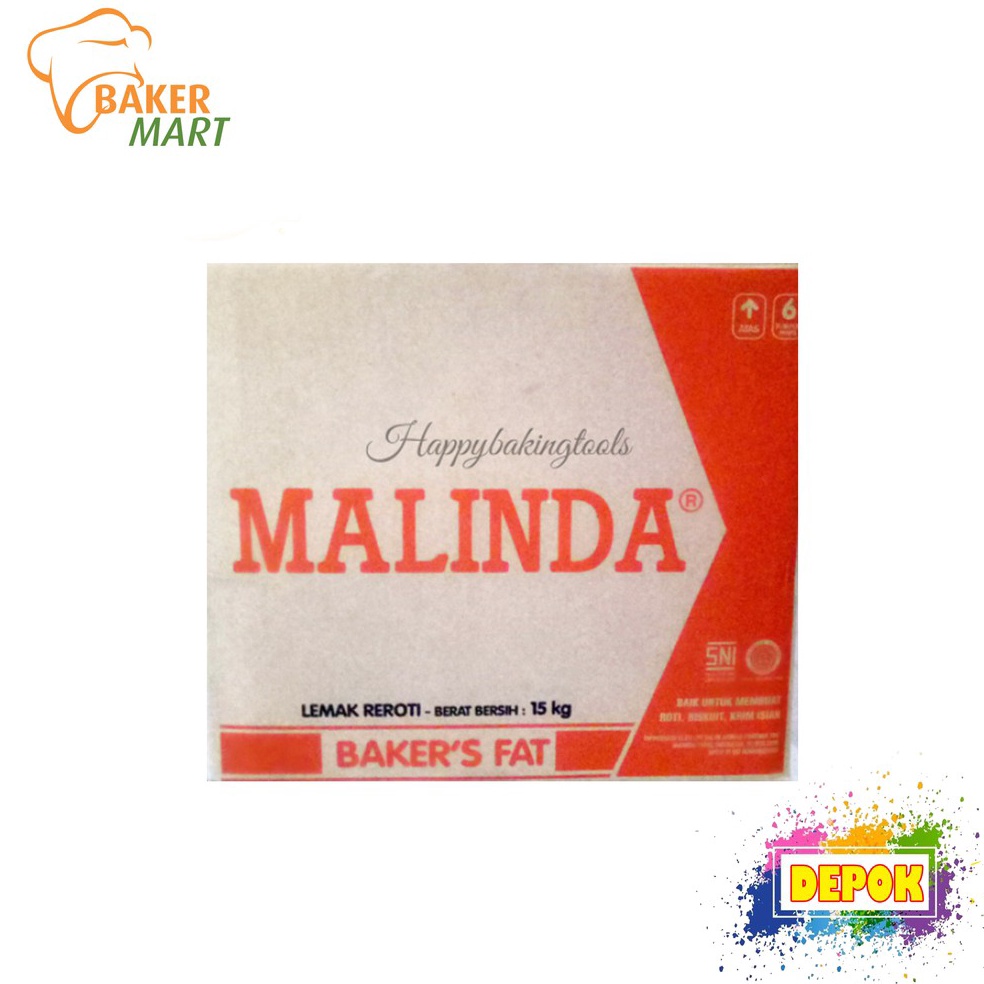 BAKER
MART
6
Happybakingtools
MALINDA®
SNI
LEMAK REROTI - BERAT BERSIH : 15 kg
BAIK UNTUK MEMBUAT
ROTI, BISKUIT, KRIM ISIAN
BAKER'S FAT
DEPOK